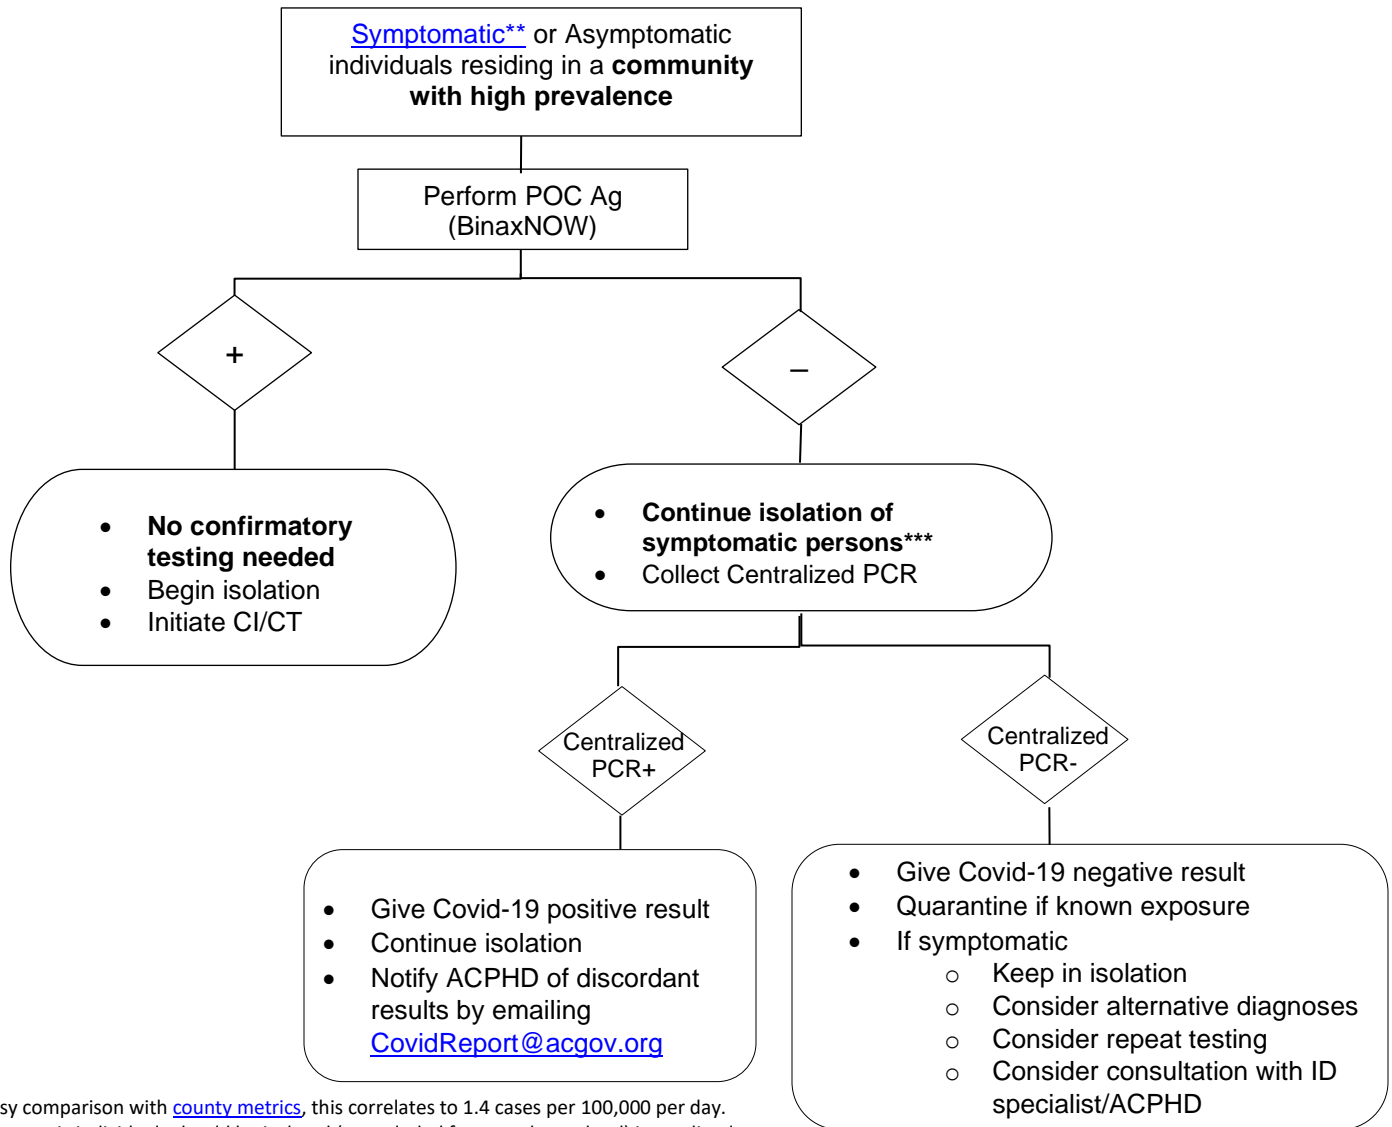 Symptomatic** or Asymptomatic
individuals residing in a community
with high prevalence
Perform POC Ag
(BinaxNOW)
+
–
• No confirmatory
testing needed
• Begin isolation
• Initiate CI/CT
• Continue isolation of
symptomatic persons***
• Collect Centralized PCR
Centralized
PCR+
Centralized
PCR-
• Give Covid-19 positive result
• Continue isolation
• Notify ACPHD of discordant
results by emailing
CovidReport@acgov.org
• Give Covid-19 negative result
• Quarantine if known exposure
• If symptomatic
o Keep in isolation
o Consider alternative diagnoses
o Consider repeat testing
o Consider consultation with ID
specialist/ACPHD
sy comparison with county metrics, this correlates to 1.4 cases per 100,000 per day.